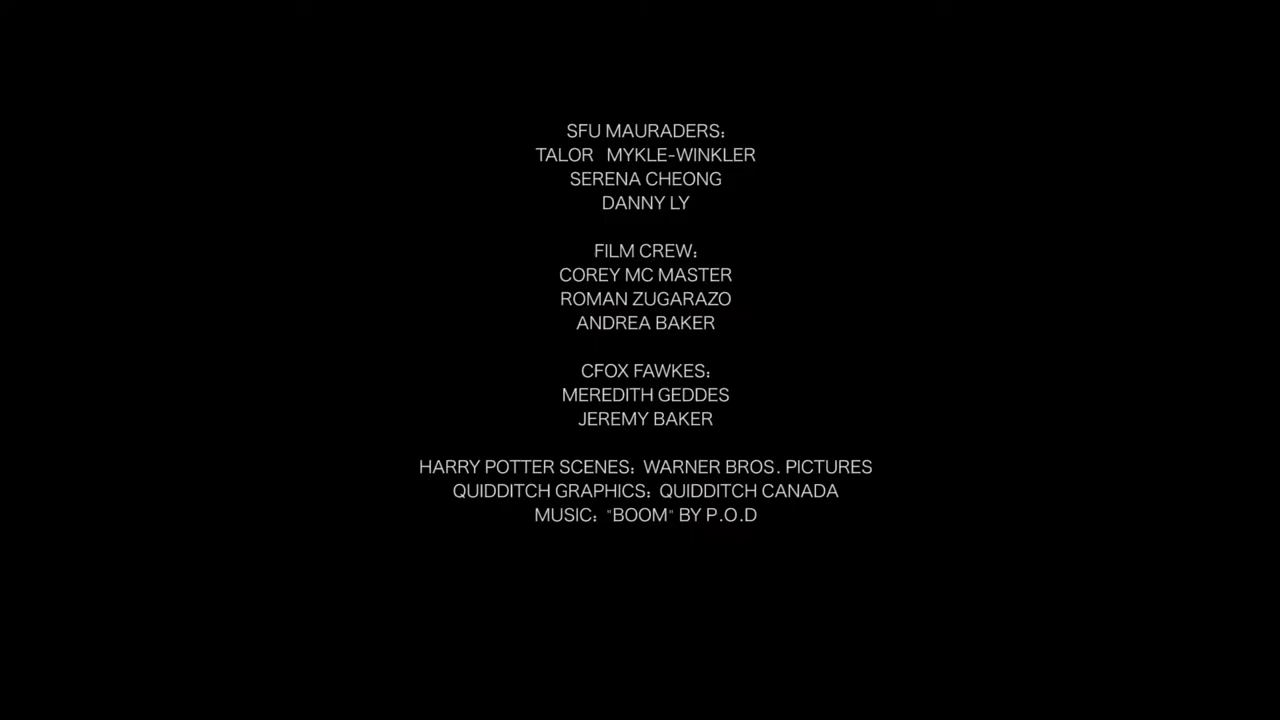 SFU MAURADERS:
TALOR MYKLE-WINKLER
SERENA CHEONG
DANNY LY
FILM CREW:
COREY MC MASTER
ROMAN ZUGARAZO
ANDREA BAKER
CFOX FAWKES:
MEREDITH GEDDES
JEREMY BAKER
HARRY POTTER SCENES: WARNER BROS. PICTURES
QUIDDITCH GRAPHICS: QUIDDITCH CANADA
MUSIC: "BOOM" BY P.O.D